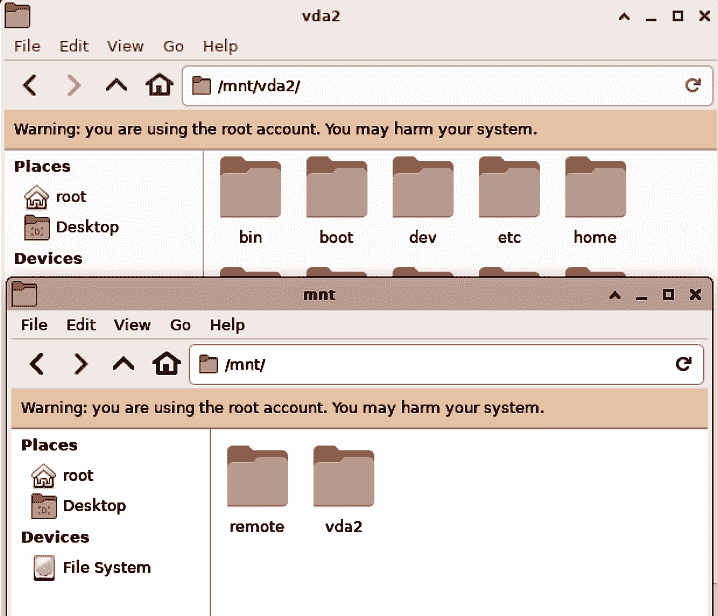 vda2
File Edit View Go Help
/mnt/vda2/
Warning: you are using the root account. You may harm your system.
Places
root
Desktop
Devices
bin boot dev etc home
mnt
File Edit View Go Help
/mnt/
Warning: you are using the root account. You may harm your system.
Places
root
Desktop
Devices
File System
remote vda2